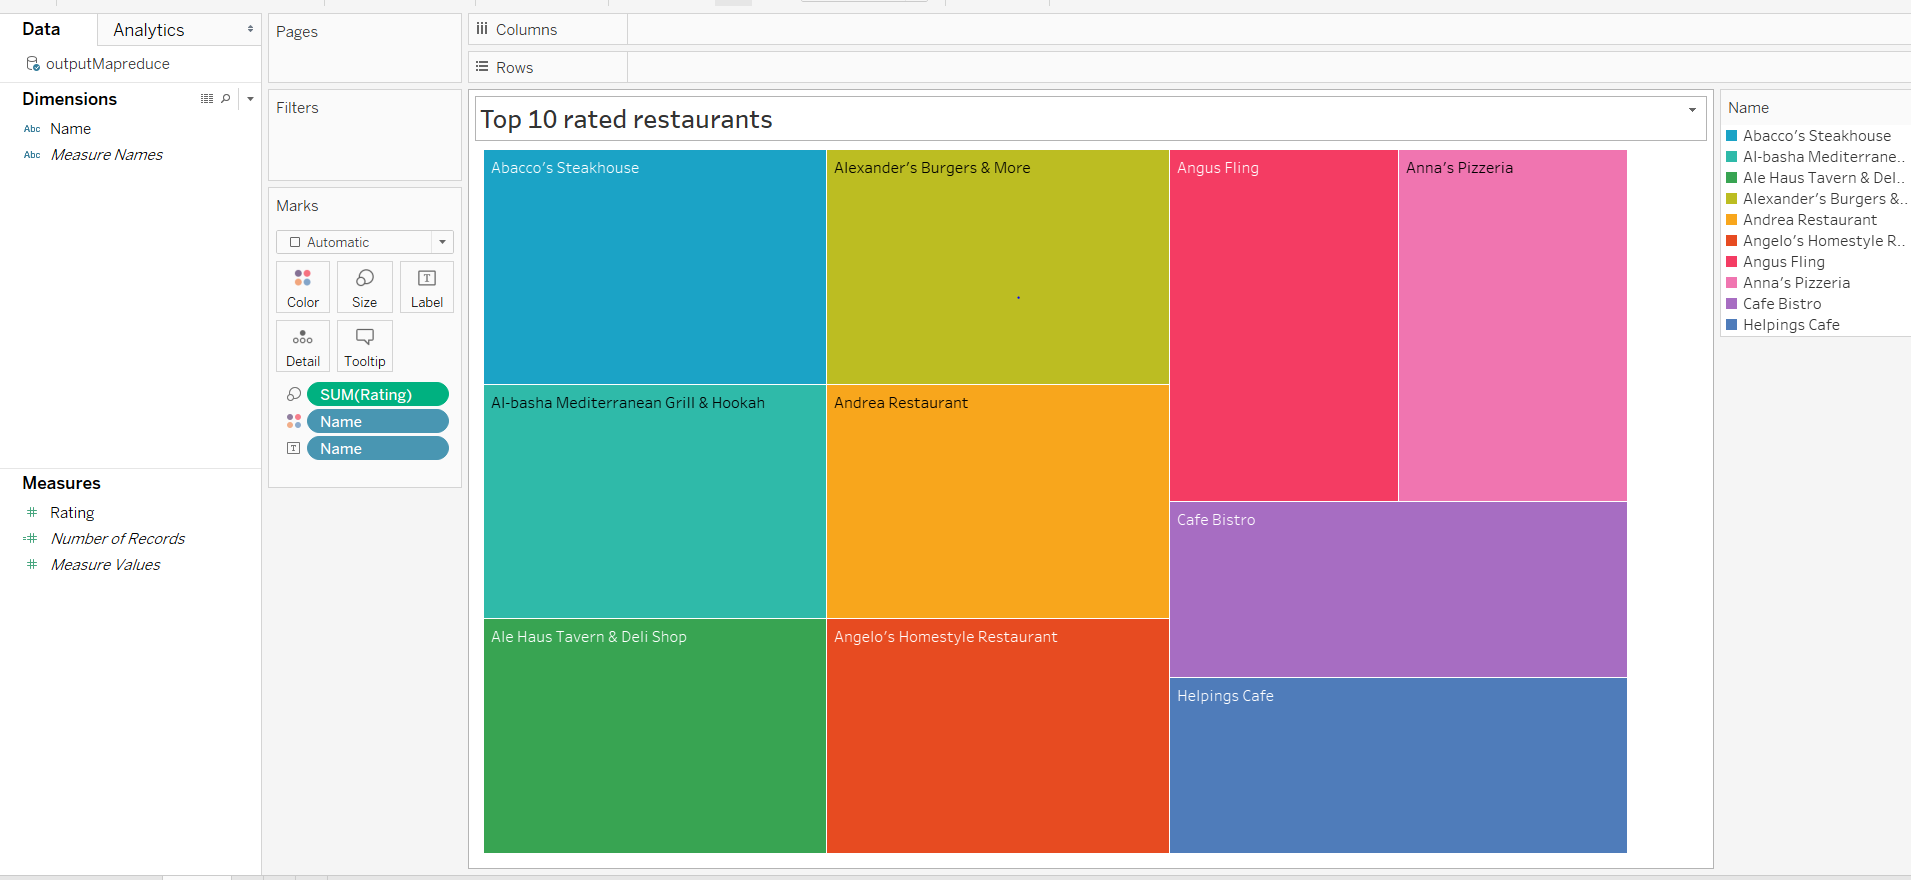 Data
Analytics
outputMapreduce
Dimensions
Abc Name
Abc Measure Names
Measures
# Rating
=# Number of Records
# Measure Values
Pages
Filters
Marks
Automatic
Color
Size
T
Label
Detail
Tooltip
SUM(Rating)
Name
T Name
Columns
Rows
Top 10 rated restaurants
Abacco's Steakhouse
Alexander's Burgers & More
Angus Fling
Anna's Pizzeria
Al-basha Mediterranean Grill & Hookah
Andrea Restaurant
Cafe Bistro
Ale Haus Tavern & Deli Shop
Angelo's Homestyle Restaurant
Helpings Cafe
Name
Abacco's Steakhouse
Al-basha Mediterrane..
Ale Haus Tavern & Del..
Alexander's Burgers &..
Andrea Restaurant
Angelo's Homestyle R..
Angus Fling
Anna's Pizzeria
Cafe Bistro
Helpings Cafe